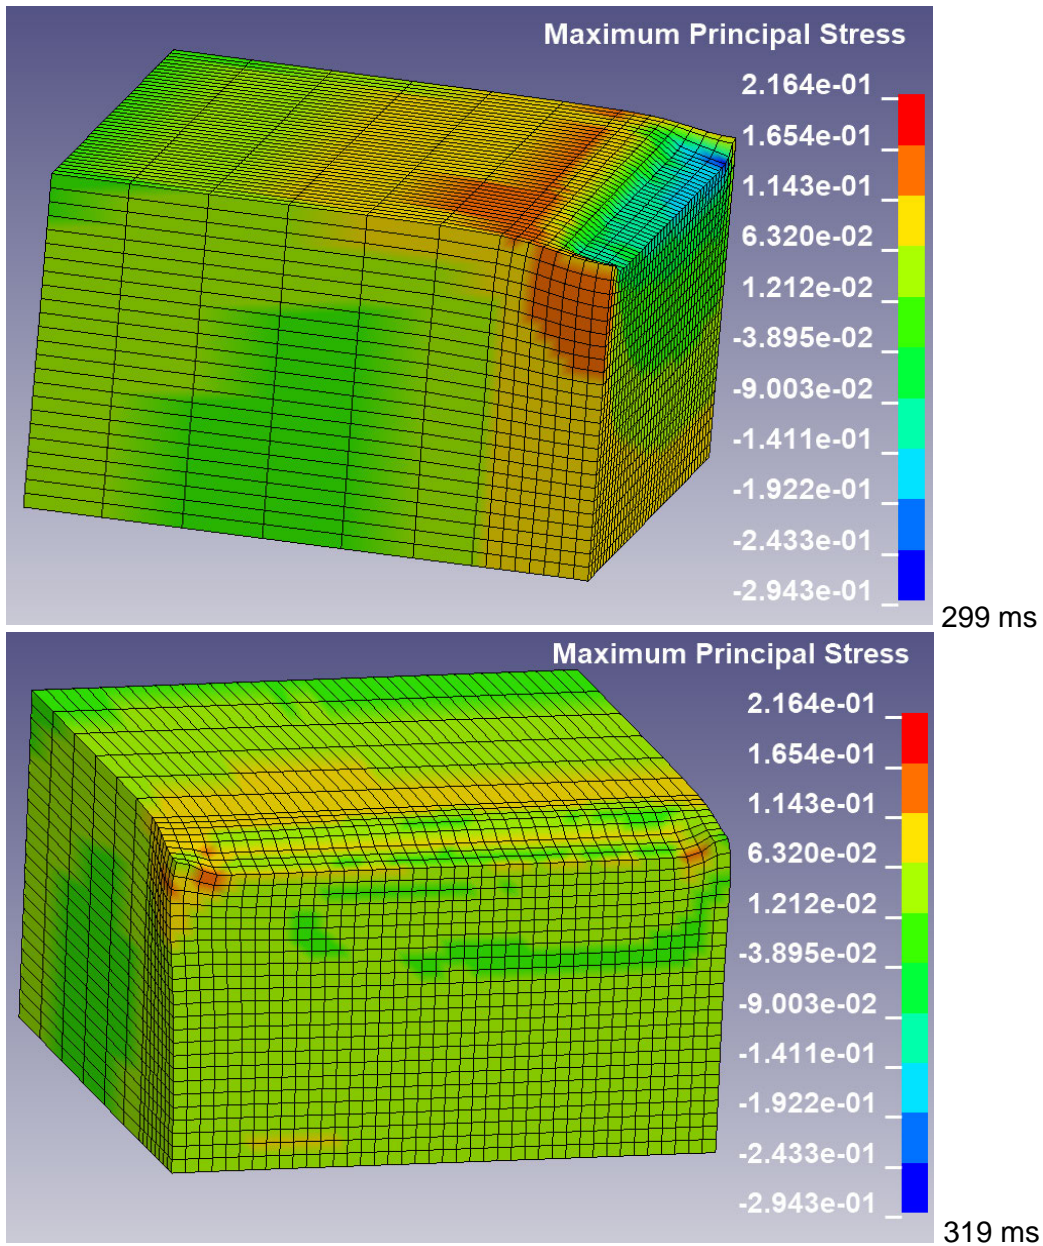 Maximum Principal Stress
2.164e-01
1.654e-01
1.143e-01
6.320e-02
1.212e-02
-3.895e-02
-9.003e-02
-1.411e-01
-1.922e-01
-2.433e-01
-2.943e-01
299 ms
Maximum Principal Stress
2.164e-01
1.654e-01
1.143e-01
6.320e-02
1.212e-02
-3.895e-02
-9.003e-02
-1.411e-01
-1.922e-01
-2.433e-01
-2.943e-01
319 ms